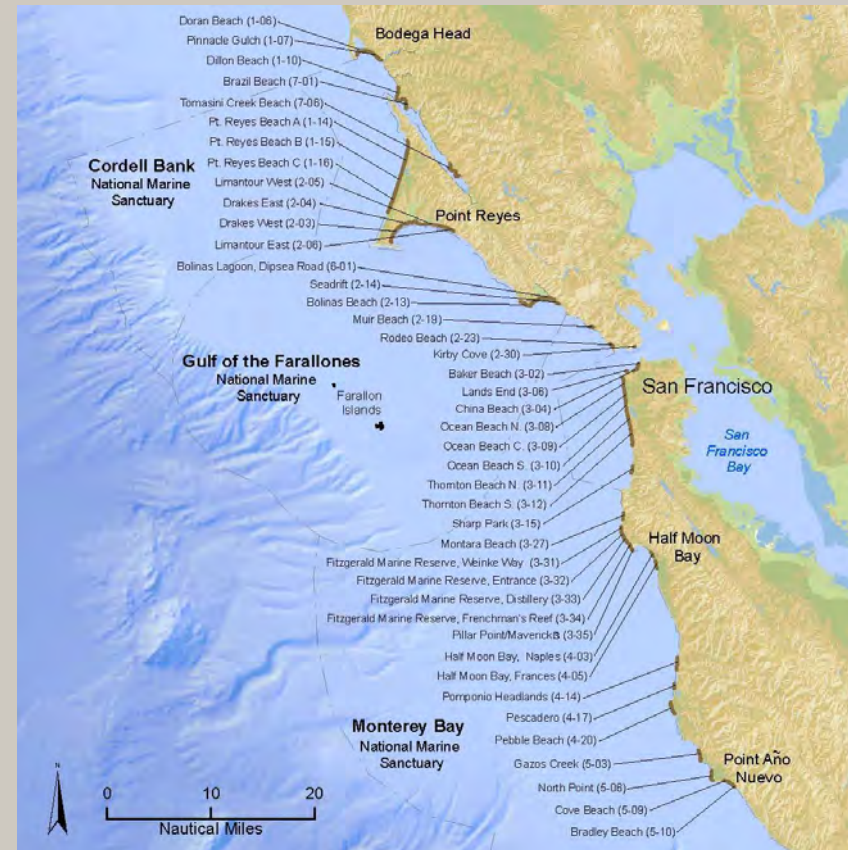 Doran Beach (1-06)
Bodega Head
Pinnacle Gulch (1-07)
Dillon Beach (1-10)
Brazil Beach (7-01)
Tomasini Creek Beach (7-06)
Pt. Reyes Beach A (1-14)
Pt. Reyes Beach B (1-15)
Pt. Reyes Beach C (1-16)
Cordell Bank
National Marine
Sanctuary
Limantour West (2-05)
Drakes East (2-04)
Point Reyes
Drakes West (2-03)
Limantour East (2-06)
Bolinas Lagoon, Dipsea Road (6-01)
Seadrift (2-14)
Bolinas Beach (2-13)
Muir Beach (2-19)
Rodeo Beach (2-23)
Kirby Cove (2-30)
Gulf of the Farallones
National Marine
Sanctuary
Farallon
Islands
Baker Beach (3-02)
San Francisco
Lands End (3-06)
China Beach (3-04)
Ocean Beach N. (3-08)
Ocean Beach C. (3-09)
San
Francisco
Bay
Ocean Beach S. (3-10)
Thornton Beach N. (3-11)
Thornton Beach S. (3-12)
Sharp Park (3-15)
Montara Beach (3-27)
Half Moon
Bay
Fitzgerald Marine Reserve, Weinke Way (3-31)
Fitzgerald Marine Reserve, Entrance (3-32)
Fitzgerald Marine Reserve, Distillery (3-33)
Fitzgerald Marine Reserve, Frenchman's Reef (3-34)
Pillar Point/Mavericks (3-35)
Half Moon Bay, Naples (4-03)
Half Moon Bay, Frances (4-05)
Pomponio Headlands (4-14)
Pescadero (4-17)
Pebble Beach (4-20)
Monterey Bay
National Marine
Sanctuary
Gazos Creek (5-03)
Point Año
Nuevo
North Point (5-08)
Cove Beach (5-09)
Bradley Beach (5-10)
N
0 10 20
Nautical Miles